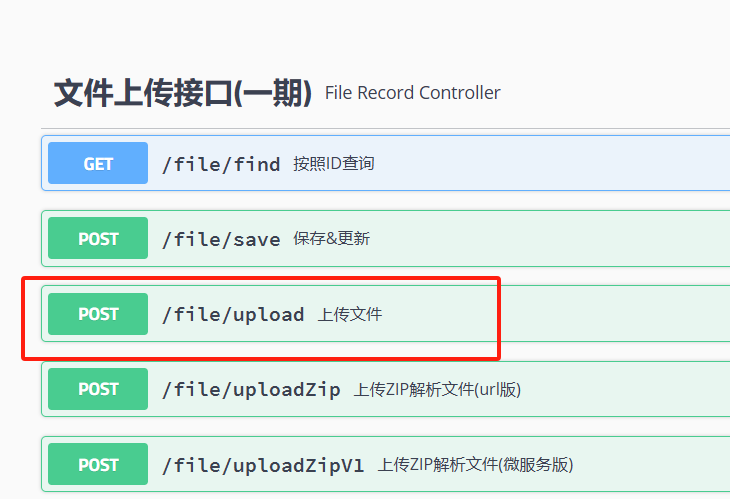 文件上传接口(一期) File Record Controller
GET /file/find 按照ID查询
POST /file/save 保存&更新
POST /file/upload 上传文件
POST /file/uploadZip 上传ZIP解析文件(url版)
POST /file/uploadZipV1 上传ZIP解析文件(微服务版)